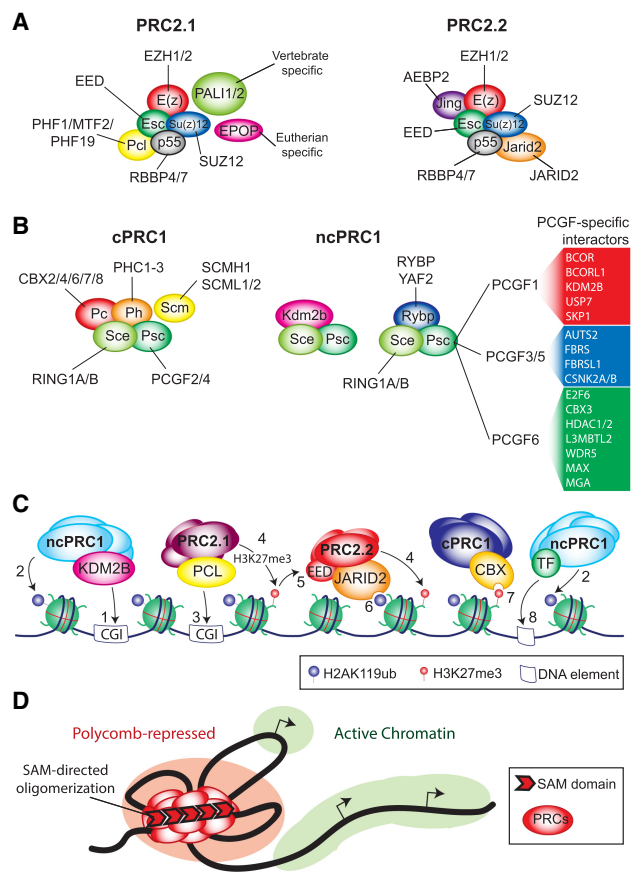 A
PRC2.1
PRC2.2
EZH1/2
Vertebrate
specific
EED
E(z)
PALI1/2
PHF1/MTF2/
PHF19
Esc
Su(z)12
EPOP
Eutherian
specific
Pcl
p55
SUZ12
RBBP4/7
EZH1/2
AEBP2
Jing
E(z)
SUZ12
EED
Esc
Su(z)12
p55
Jarid2
RBBP4/7
JARID2
B
cPRC1
ncPRC1
PCGF-specific
interactors
CBX2/4/6/7/8
PHC1-3
SCMH1
SCML1/2
Pc
Ph
Scm
Sce
Psc
RING1A/B
PCGF2/4
Kdm2b
Sce
Psc
RYBP
YAF2
Rybp
Sce
Psc
RING1A/B
PCGF1
BCOR
BCORL1
KDM2B
USP7
SKP1
PCGF3/5
AUTS2
FBRS
FBRSL1
CSNK2A/B
PCGF6
E2F6
CBX3
HDAC1/2
L3MBTL2
WDR5
MAX
MGA
C
ncPRC1
KDM2B
2
1
CGI
PRC2.1
PCL
4
H3K27me3
3
CGI
5
PRC2.2
EED
JARID2
4
6
cPRC1
CBX
7
ncPRC1
TF
2
8
H2AK119ub
H3K27me3
DNA element
D
Polycomb-repressed
Active Chromatin
SAM-directed
oligomerization
SAM domain
PRCs